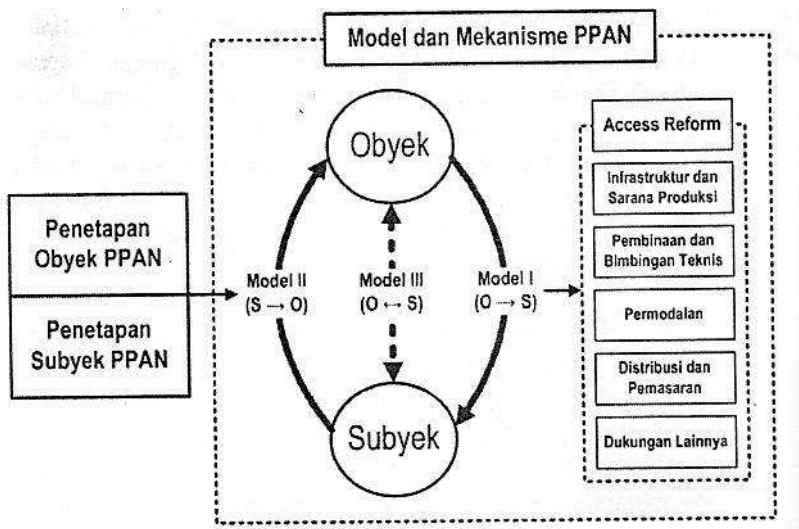 Model dan Mekanisme PPAN
Penetapan
Obyek PPAN
Penetapan
Subyek PPAN
Obyek
Model II
(S → O)
Model III
(O ↔ S)
Model I
(O → S)
Subyek
Access Reform
Infrastruktur dan
Sarana Produksi
Pembinaan dan
Bimbingan Teknis
Permodalan
Distribusi dan
Pemasaran
Dukungan Lainnya